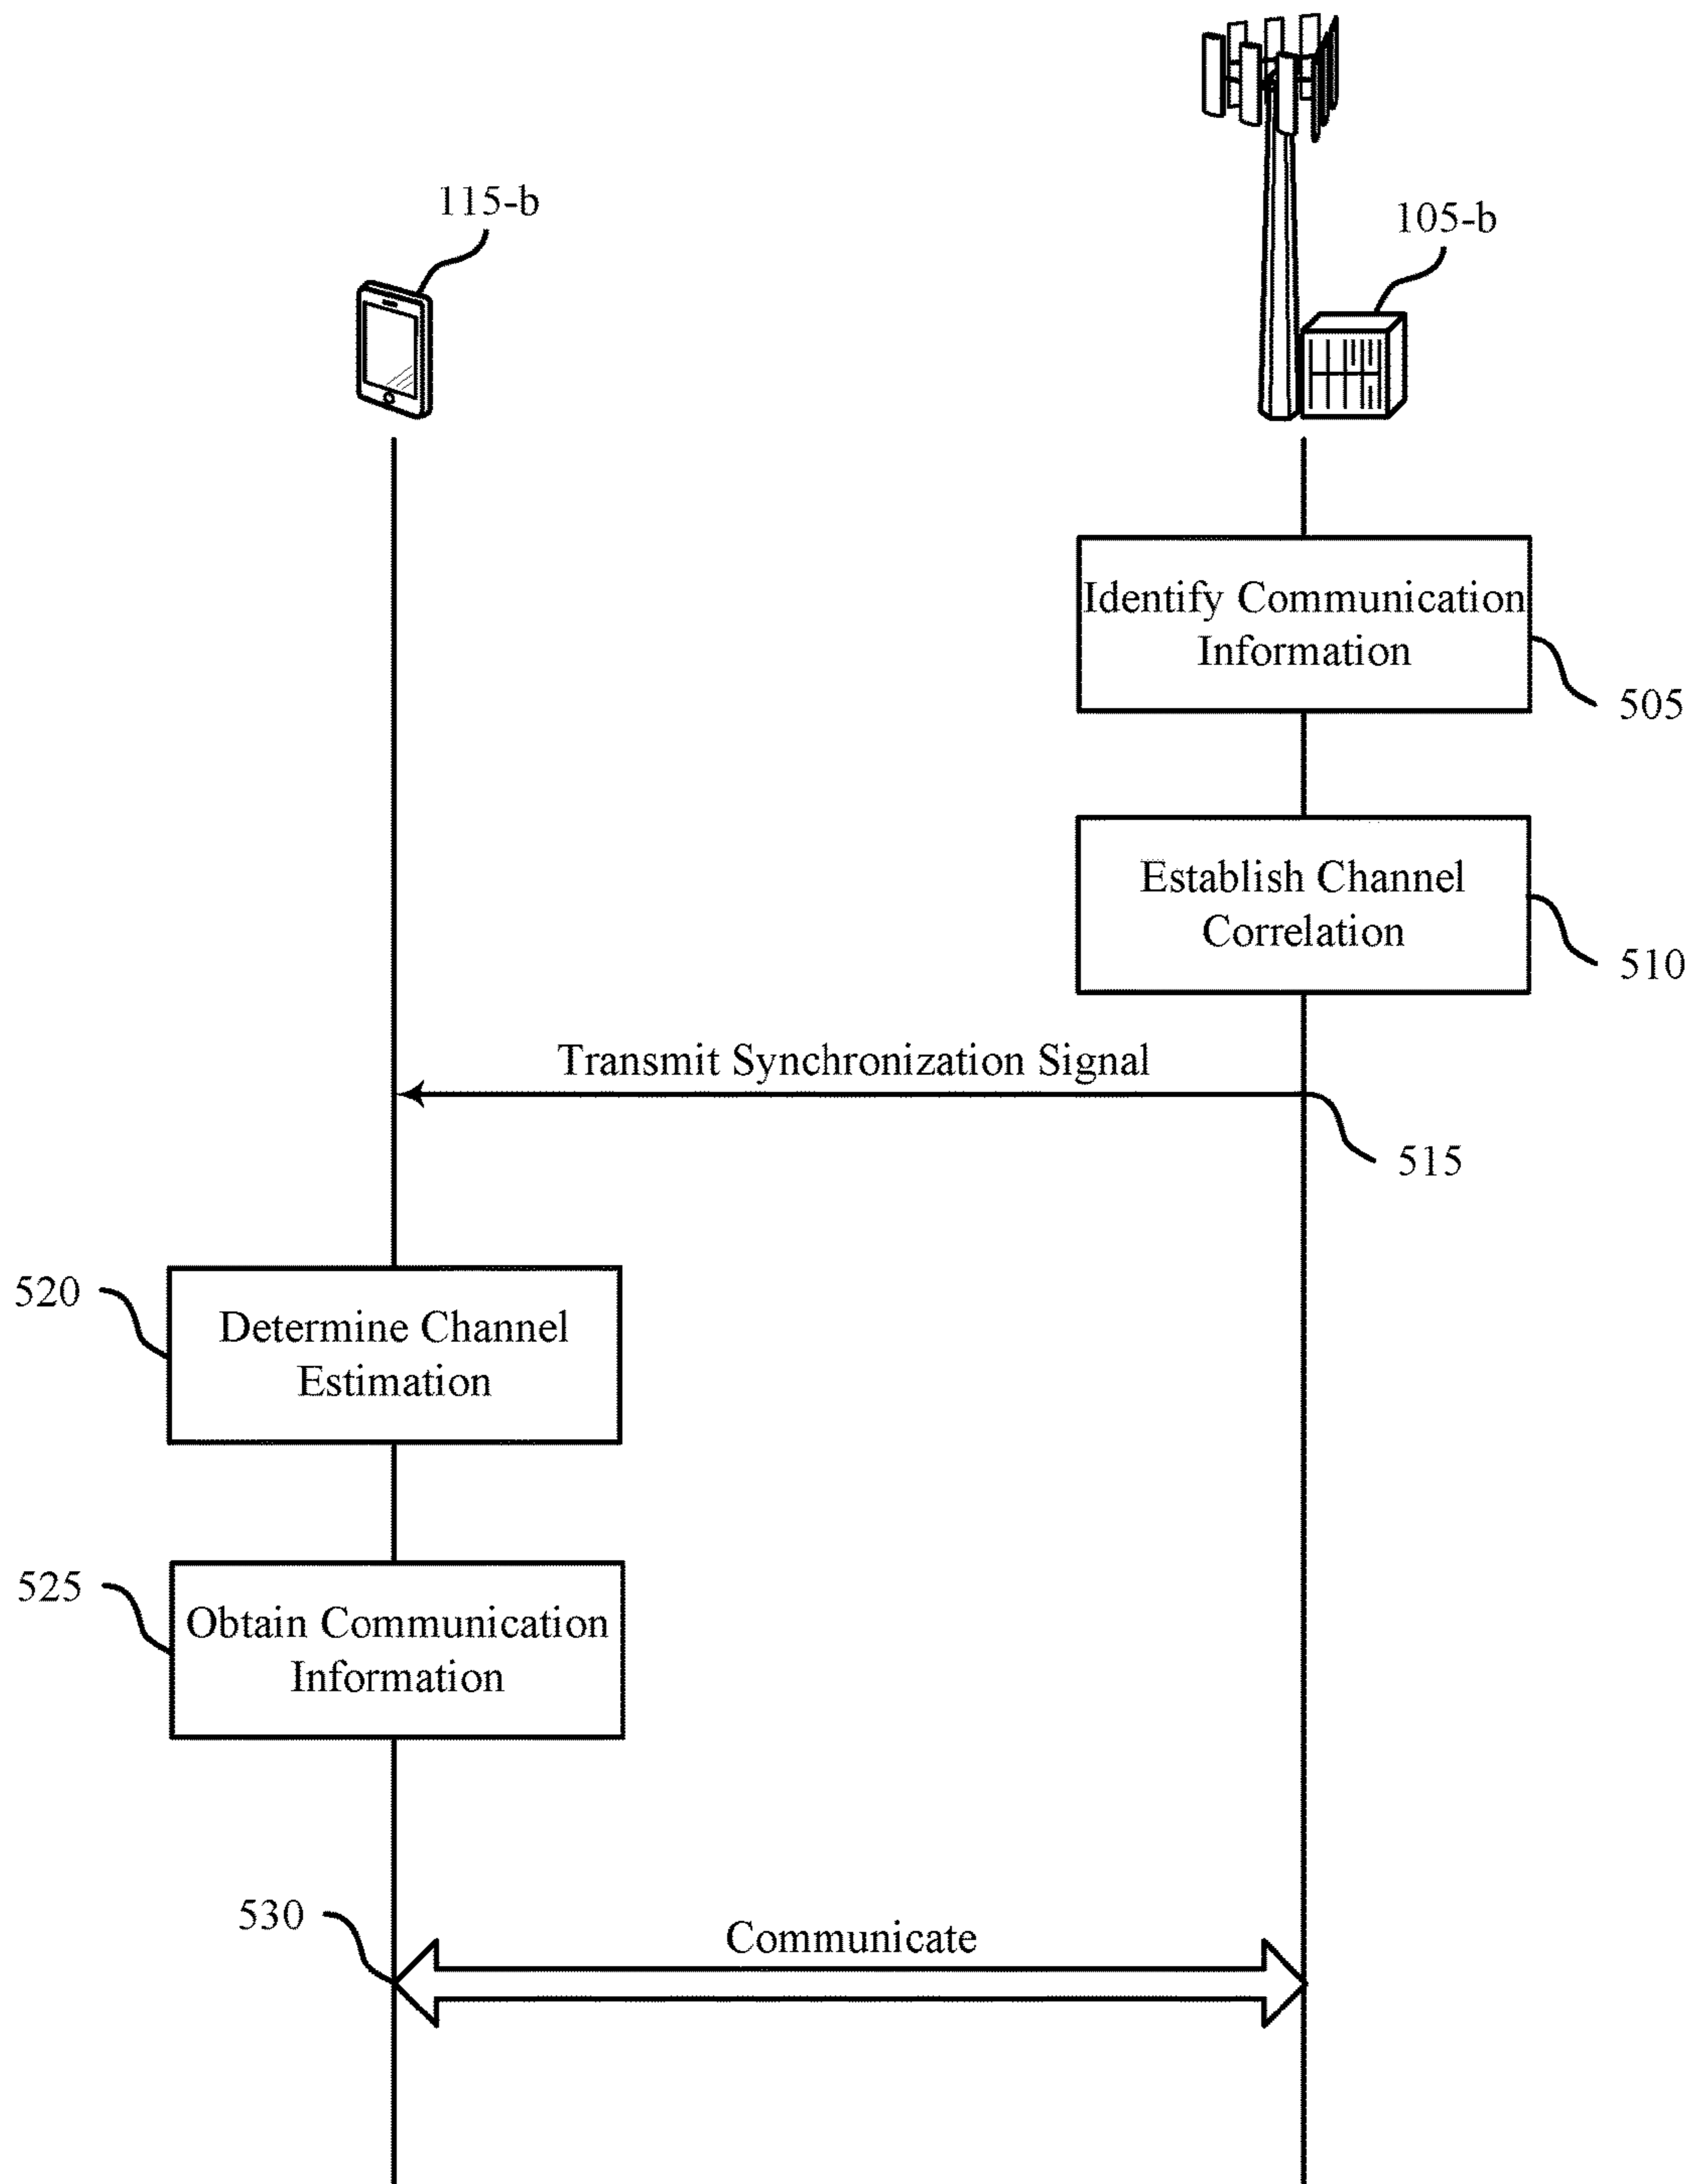 115-b
105-b
Identify Communication
Information
505
Establish Channel
Correlation
510
Transmit Synchronization Signal
515
520
Determine Channel
Estimation
525
Obtain Communication
Information
530
Communicate